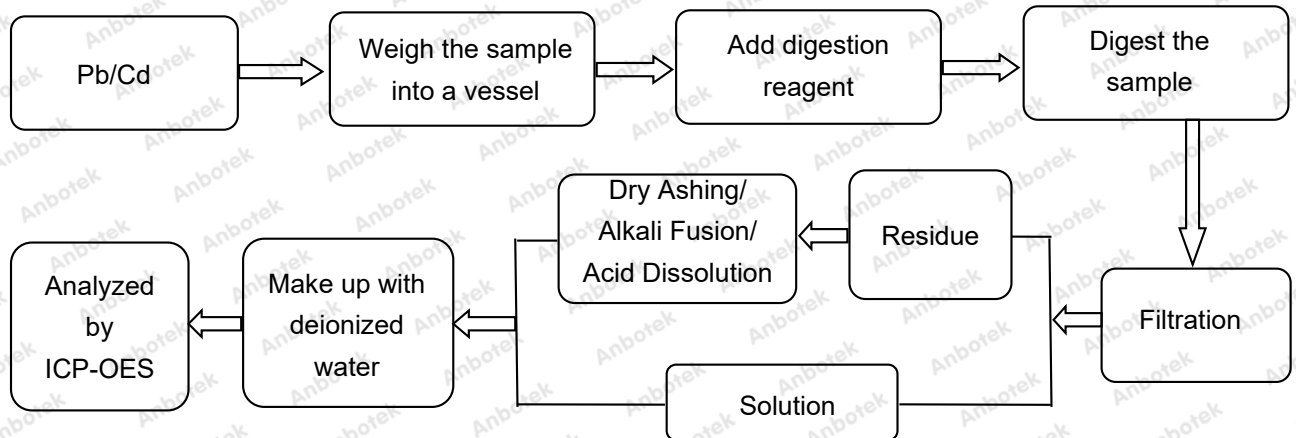 Pb/Cd
Weigh the sample
into a vessel
Add digestion
reagent
Digest the
sample
Filtration
Residue
Dry Ashing/
Alkali Fusion/
Acid Dissolution
Solution
Make up with
deionized
water
Analyzed
by
ICP-OES
Anbotek